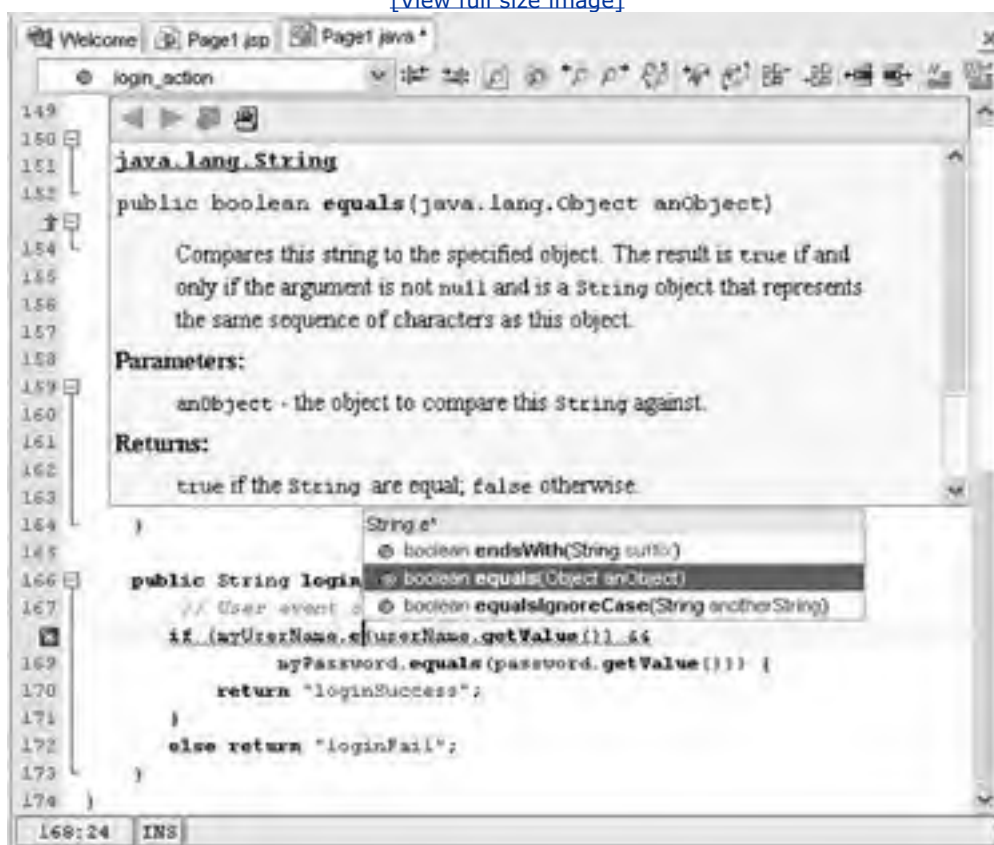 [View full size image]
Welcome Page1.jsp Page1.java *
login_action
149
150
151
152
154
155
156
157
158
159
160
161
162
163
java.lang.String
public boolean equals(java.lang.Object anObject)
Compares this string to the specified object. The result is true if and
only if the argument is not null and is a String object that represents
the same sequence of characters as this object.
Parameters:
anObject - the object to compare this String against.
Returns:
true if the String are equal; false otherwise.
String e*
boolean endsWith(String suffix)
boolean equals(Object anObject)
boolean equalsIgnoreCase(String anotherString)
164 }
165
166 public String login
167 // User event
if (myUserName.e(userName.getValue()) &&
169 myPassword.equals(password.getValue())) {
170 return "loginSuccess";
171 }
172 else return "loginFail";
173 }
174 }
168:24 INS